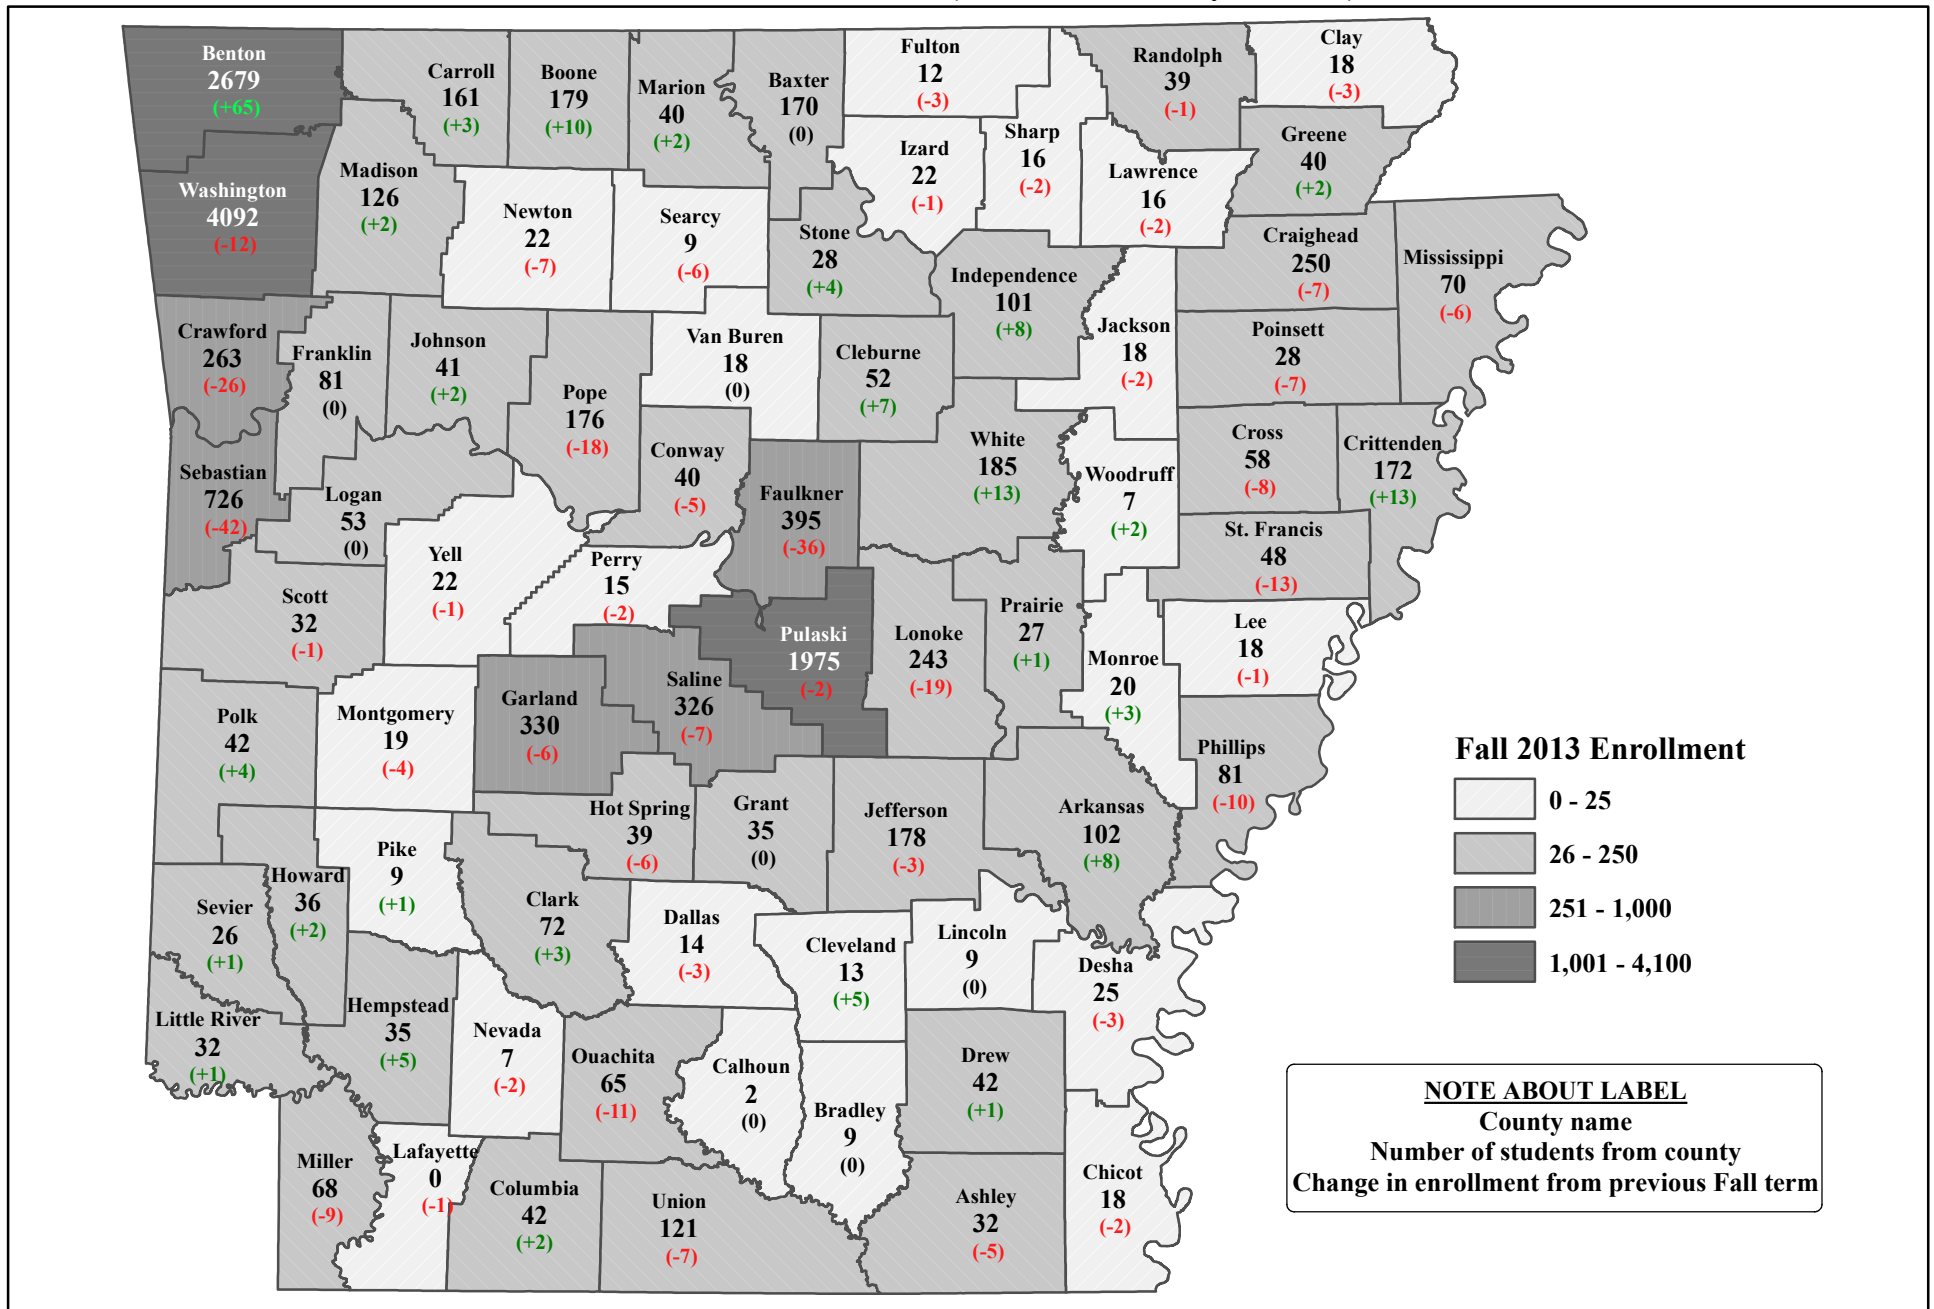 Benton
2679
(+65)
Carroll
161
(+3)
Boone
179
(+10)
Marion
40
(+2)
Baxter
170
(0)
Fulton
12
(-3)
Sharp
16
(-2)
Randolph
39
(-1)
Clay
18
(-3)
Washington
4092
(-12)
Madison
126
(+2)
Newton
22
(-7)
Searcy
9
(-6)
Stone
28
(+4)
Izard
22
(-1)
Lawrence
16
(-2)
Greene
40
(+2)
Independence
101
(+8)
Craighead
250
(-7)
Mississippi
70
(-6)
Crawford
263
(-26)
Franklin
81
(0)
Johnson
41
(+2)
Pope
176
(-18)
Van Buren
18
(0)
Cleburne
52
(+7)
Jackson
18
(-2)
Poinsett
28
(-7)
Sebastian
726
(-42)
Logan
53
(0)
Conway
40
(-5)
Faulkner
395
(-36)
White
185
(+13)
Woodruff
7
(+2)
Cross
58
(-8)
Crittenden
172
(+13)
St. Francis
48
(-13)
Yell
22
(-1)
Perry
15
(-2)
Scott
32
(-1)
Pulaski
1975
(-2)
Lonoke
243
(-19)
Prairie
27
(+1)
Monroe
20
(+3)
Lee
18
(-1)
Polk
42
(+4)
Montgomery
19
(-4)
Garland
330
(-6)
Saline
326
(-7)
Phillips
81
(-10)
Hot Spring
39
(-6)
Grant
35
(0)
Jefferson
178
(-3)
Arkansas
102
(+8)
Sevier
26
(+1)
Howard
36
(+2)
Pike
9
(+1)
Clark
72
(+3)
Dallas
14
(-3)
Cleveland
13
(+5)
Lincoln
9
(0)
Desha
25
(-3)
Little River
32
(+1)
Hempstead
35
(+5)
Nevada
7
(-2)
Ouachita
65
(-11)
Calhoun
2
(0)
Bradley
9
(0)
Drew
42
(+1)
Miller
68
(-9)
Lafayette
0
(-1)
Columbia
42
(+2)
Union
121
(-7)
Ashley
32
(-5)
Chicot
18
(-2)
Fall 2013 Enrollment
0 - 25
26 - 250
251 - 1,000
1,001 - 4,100
NOTE ABOUT LABEL
County name
Number of students from county
Change in enrollment from previous Fall term